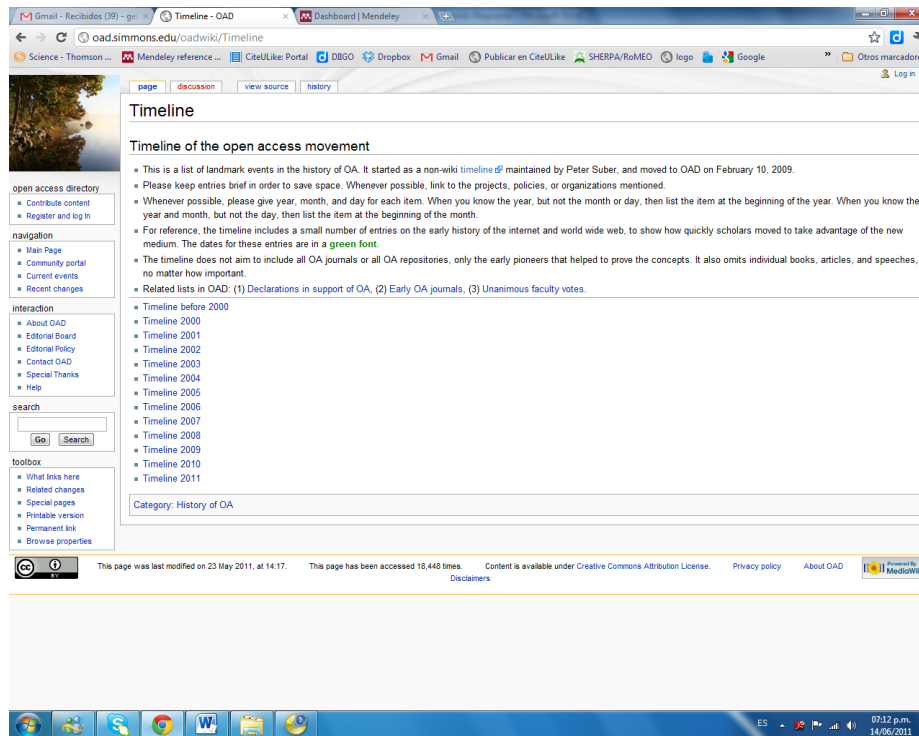 Gmail - Recibidos (39) - ge
Timeline - OAD
Dashboard | Mendeley
oad.simmons.edu/oadwiki/Timeline
Science - Thomson ... Mendeley reference ... CiteULike: Portal DIIGO Dropbox Gmail Publicar en CiteULike SHERPA/RoMEO logo Google » Otros marcadore
Log in
page discussion view source history
Timeline
Timeline of the open access movement
This is a list of landmark events in the history of OA. It started as a non-wiki timeline maintained by Peter Suber, and moved to OAD on February 10, 2009.
Please keep entries brief in order to save space. Whenever possible, link to the projects, policies, or organizations mentioned.
Whenever possible, please give year, month, and day for each item. When you know the year, but not the month or day, then list the item at the beginning of the year. When you know the
year and month, but not the day, then list the item at the beginning of the month.
For reference, the timeline includes a small number of entries on the early history of the internet and world wide web, to show how quickly scholars moved to take advantage of the new
medium. The dates for these entries are in a green font.
The timeline does not aim to include all OA journals or all OA repositories, only the early pioneers that helped to prove the concepts. It also omits individual books, articles, and speeches,
no matter how important.
Related lists in OAD: (1) Declarations in support of OA, (2) Early OA journals, (3) Unanimous faculty votes.
Timeline before 2000
Timeline 2000
Timeline 2001
Timeline 2002
Timeline 2003
Timeline 2004
Timeline 2005
Timeline 2006
Timeline 2007
Timeline 2008
Timeline 2009
Timeline 2010
Timeline 2011
Category: History of OA
open access directory
Contribute content
Register and log In
navigation
Main Page
Community portal
Current events
Recent changes
interaction
About OAD
Editorial Board
Editorial Policy
Contact OAD
Special Thanks
Help
search
Go Search
toolbox
What links here
Related changes
Special pages
Printable version
Permanent link
Browse properties
cc BY
This page was last modified on 23 May 2011, at 14:17. This page has been accessed 18,448 times. Content is available under Creative Commons Attribution License. Privacy policy About OAD
Disclaimers
Powered By
MediaWik
ES 07:12 p.m.
14/06/2011